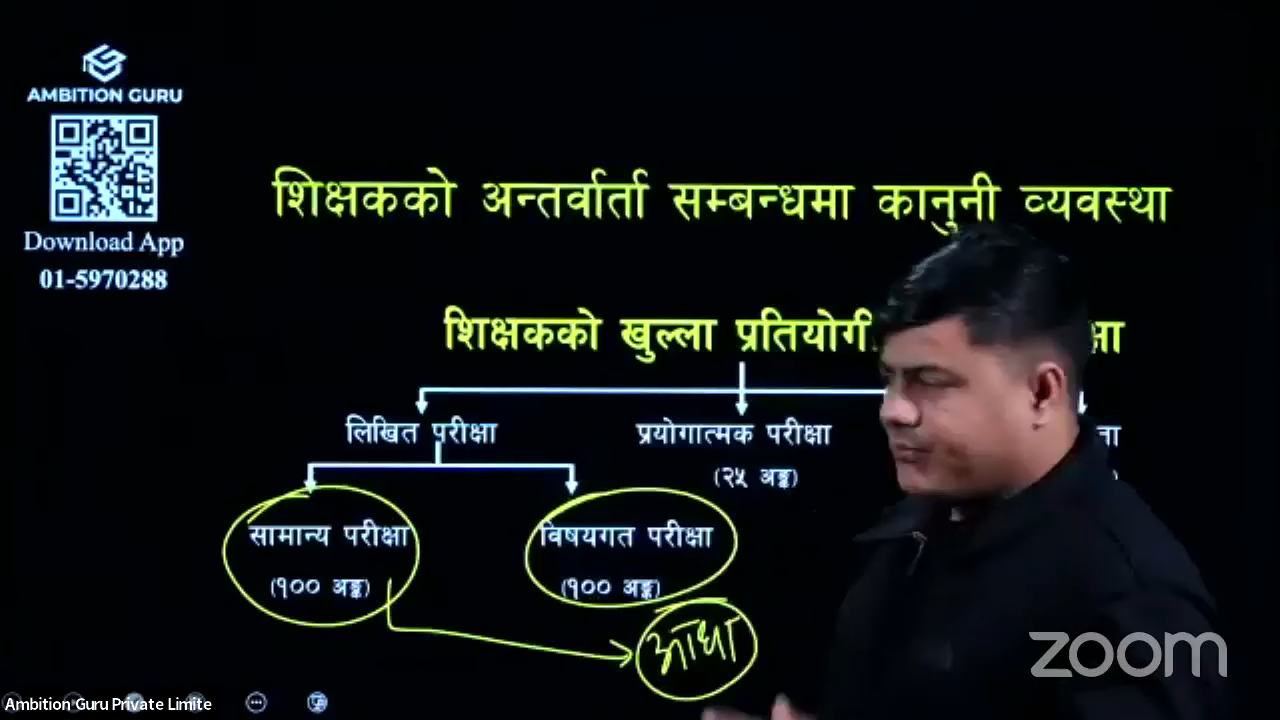 AMBITION GURU
Download App
01-5970288
शिक्षकको अन्तर्वार्ता सम्बन्धमा कानुनी व्यवस्था
शिक्षकको खुल्ला
लिखित परीक्षा
प्रयोगात्मक परीक्षा
(२५ अङ्क)
सामान्य परीक्षा
विषयगत परीक्षा
(१०० अङ्क)
(१०० अङ्क)
आधा
zoom
Ambition Guru Private Limite